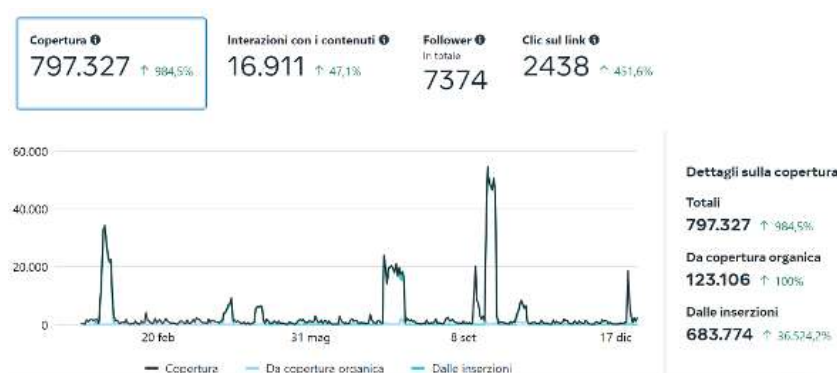 Copertura
797.327 ↑ 984,5%
Interazioni con i contenuti
16.911 ↑ 47,1%
Follower
In totale
7374
Clic sul link
2438 ↑ 451,6%
60.000
40.000
20.000
0
20 feb 31 mag 8 set 17 dic
Copertura Da copertura organica Dalle inserzioni
Dettagli sulla copertura
Totali
797.327 ↑ 984,5%
Da copertura organica
123.106 ↑ 100%
Dalle inserzioni
683.774 ↑ 36.524,2%